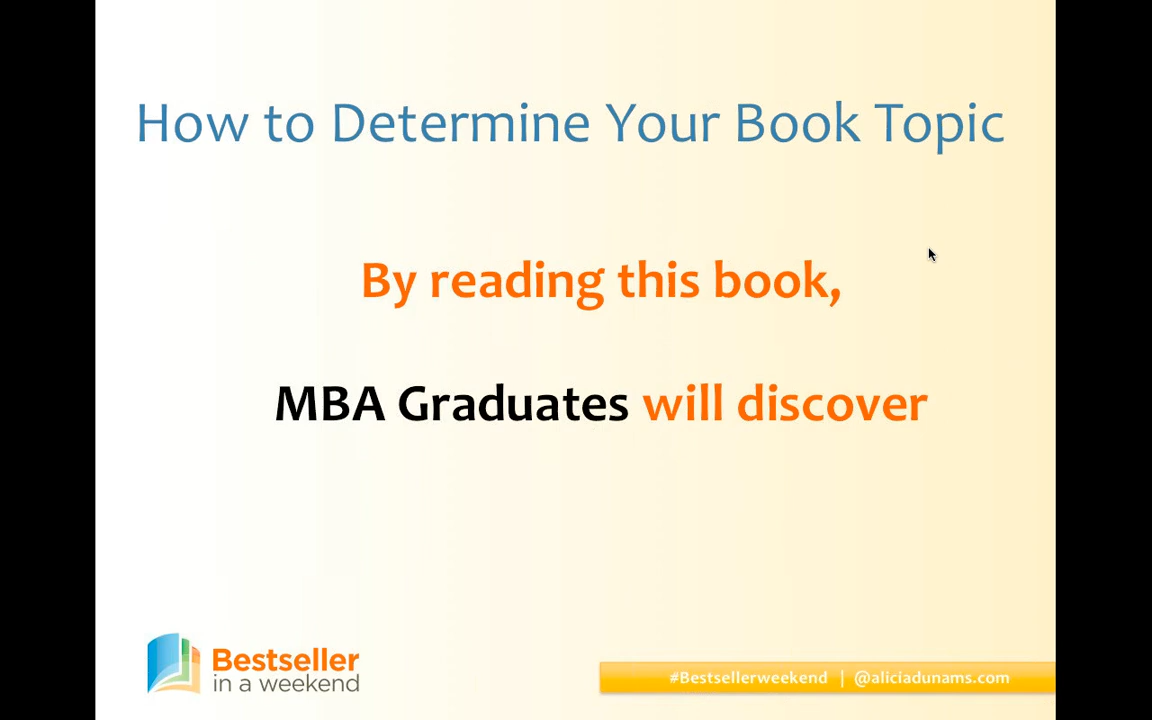 How to Determine Your Book Topic
By reading this book,
MBA Graduates will discover
Bestseller
in a weekend
#Bestsellerweekend | @aliciadunams.com